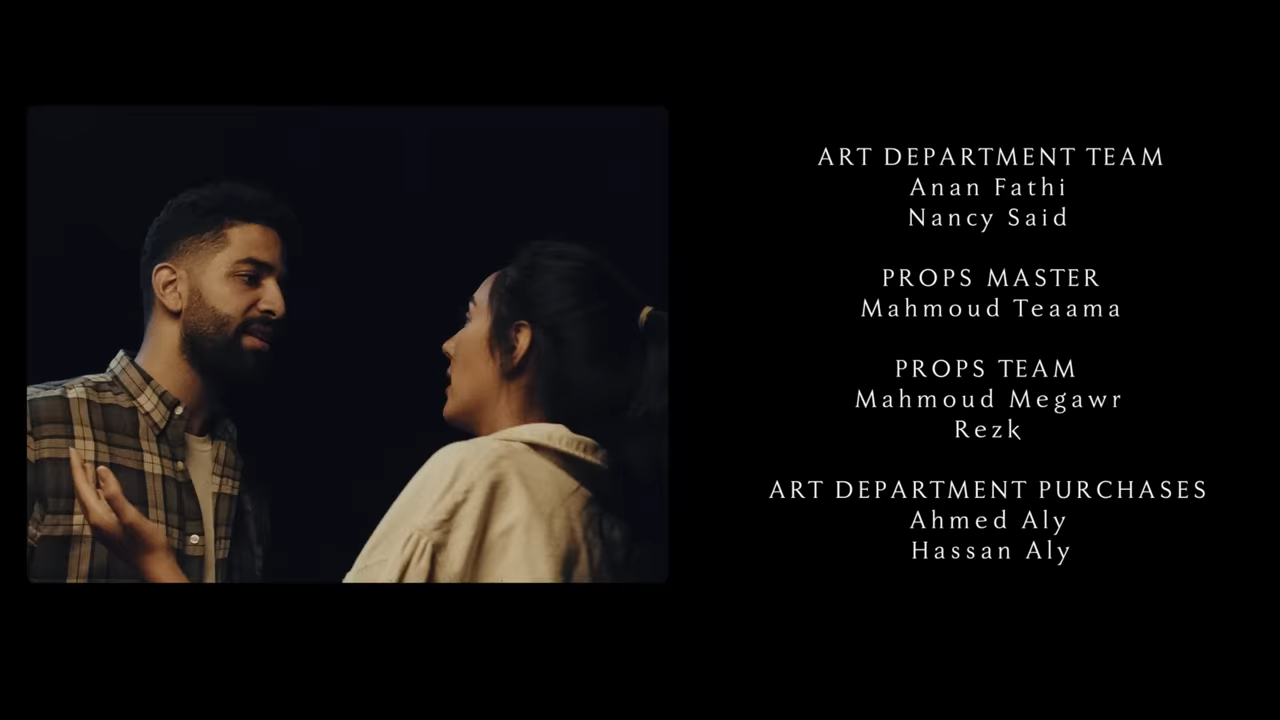 ART DEPARTMENT TEAM
Anan Fathi
Nancy Said
PROPS MASTER
Mahmoud Teaama
PROPS TEAM
Mahmoud Megawr
Rezk
ART DEPARTMENT PURCHASES
Ahmed Aly
Hassan Aly